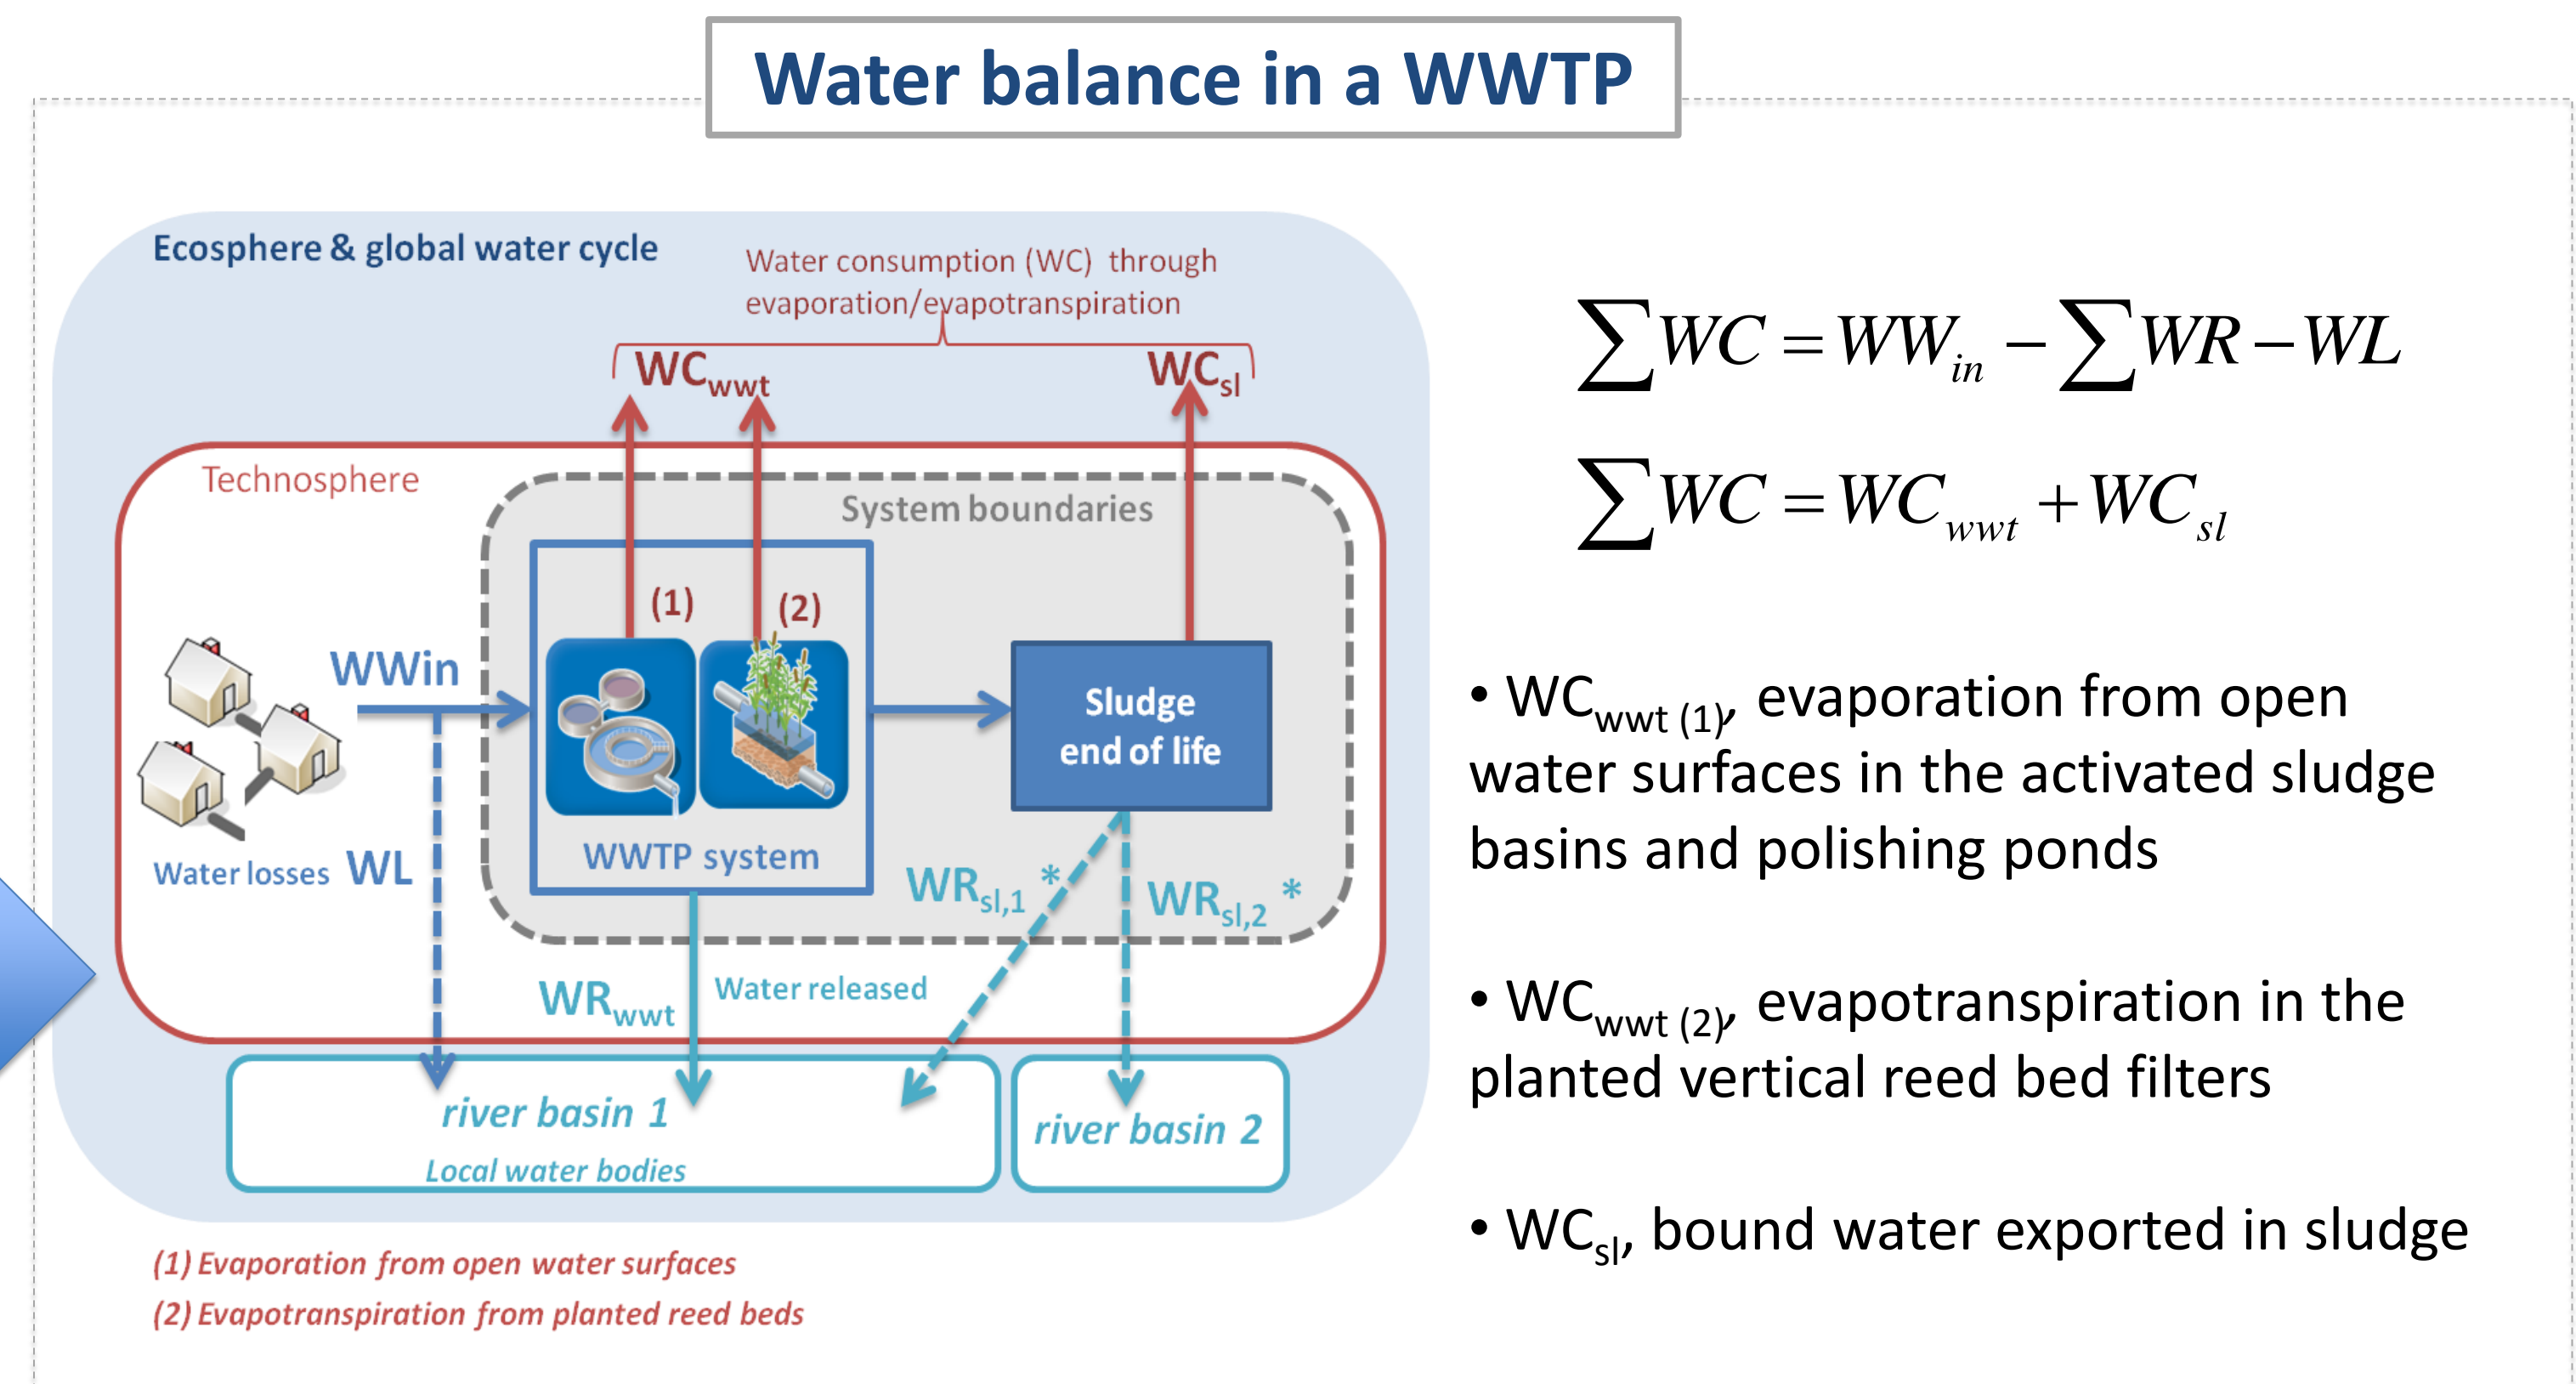 Water balance in a WWTP
Ecosphere & global water cycle
Water consumption (WC) through
evaporation/evapotranspiration
WCwwt
WCsl
Technosphere
System boundaries
(1)
(2)
WWin
Sludge
end of life
WWTP system
Water losses WL
WRsl,1 *
WRsl,2 *
WRwwt
Water released
river basin 1
Local water bodies
river basin 2
(1) Evaporation from open water surfaces
(2) Evapotranspiration from planted reed beds
∑WC = WWin − ∑WR − WL
∑WC = WCwwt + WCsl
• WCwwt (1), evaporation from open
water surfaces in the activated sludge
basins and polishing ponds
• WCwwt (2), evapotranspiration in the
planted vertical reed bed filters
• WCsl, bound water exported in sludge